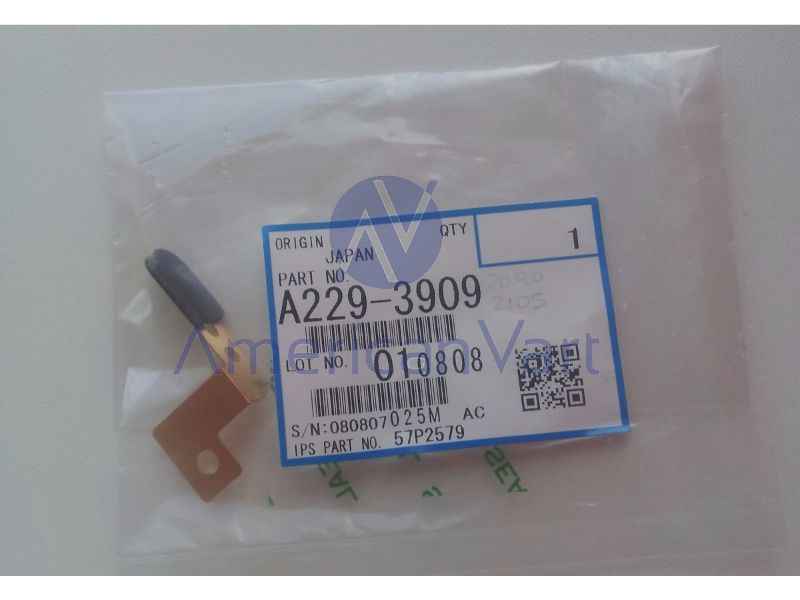 ORIGIN JAPAN
QTY 1
PART NO.
A229-3909
2090
2105
American Vart
LOT NO. 010808
S/N:080807025M AC
IPS PART NO. 57P2579
SEA